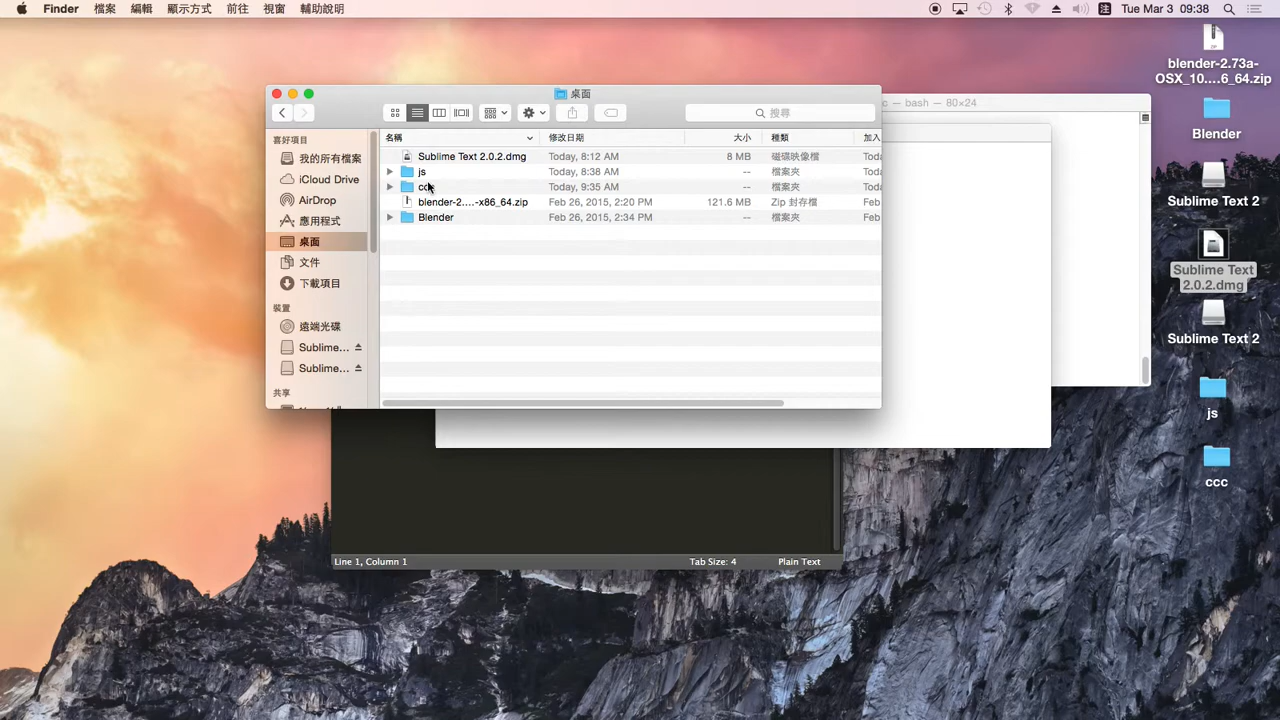 Finder 檔案 編輯 顯示方式 前往 視窗 輔助說明 注 Tue Mar 3 09:38
桌面
搜尋
c — bash — 80×24
喜好項目
我的所有檔案
iCloud Drive
AirDrop
應用程式
桌面
文件
下載項目
裝置
遠端光碟
Sublime...
Sublime...
共享
名稱 修改日期 大小 種類 加入
Sublime Text 2.0.2.dmg Today, 8:12 AM 8 MB 磁碟映像檔 Toda
js Today, 8:38 AM -- 檔案夾 Toda
ccc Today, 9:35 AM -- 檔案夾 Toda
blender-2....-x86_64.zip Feb 26, 2015, 2:20 PM 121.6 MB Zip 封存檔 Feb
Blender Feb 26, 2015, 2:34 PM -- 檔案夾 Feb
Line 1, Column 1 Tab Size: 4 Plain Text
ZIP
blender-2.73a-
OSX_10....6_64.zip
Blender
Sublime Text 2
Sublime Text
2.0.2.dmg
Sublime Text 2
js
ccc